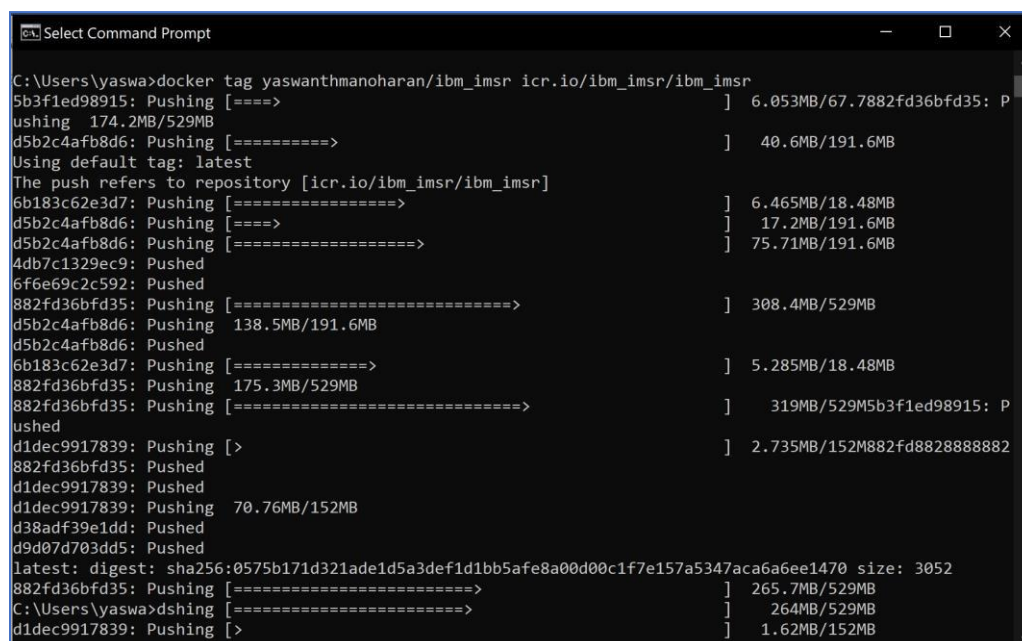 Select Command Prompt
C:\Users\yaswa>docker tag yaswanthmanoharan/ibm_imsr icr.io/ibm_imsr/ibm_imsr
5b3f1ed98915: Pushing [====>                                              ]  6.053MB/67.7882fd36bfd35: P
ushing  174.2MB/529MB
d5b2c4afb8d6: Pushing [==========>                                        ]   40.6MB/191.6MB
Using default tag: latest
The push refers to repository [icr.io/ibm_imsr/ibm_imsr]
6b183c62e3d7: Pushing [=================>                                 ]  6.465MB/18.48MB
d5b2c4afb8d6: Pushing [====>                                              ]   17.2MB/191.6MB
d5b2c4afb8d6: Pushing [===================>                               ]  75.71MB/191.6MB
4db7c1329ec9: Pushed
6f6e69c2c592: Pushed
882fd36bfd35: Pushing [=============================>                     ]  308.4MB/529MB
d5b2c4afb8d6: Pushing  138.5MB/191.6MB
d5b2c4afb8d6: Pushed
6b183c62e3d7: Pushing [==============>                                    ]  5.285MB/18.48MB
882fd36bfd35: Pushing  175.3MB/529MB
882fd36bfd35: Pushing [==============================>                    ]    319MB/529M5b3f1ed98915: P
ushed
d1dec9917839: Pushing [>                                                  ]  2.735MB/152M882fd8828888882
882fd36bfd35: Pushed
d1dec9917839: Pushed
d1dec9917839: Pushing  70.76MB/152MB
d38adf39e1dd: Pushed
d9d07d703dd5: Pushed
latest: digest: sha256:0575b171d321ade1d5a3def1d1bb5afe8a00d00c1f7e157a5347aca6a6ee1470 size: 3052
882fd36bfd35: Pushing [=========================>                         ]  265.7MB/529MB
C:\Users\yaswa>dshing [========================>                          ]    264MB/529MB
d1dec9917839: Pushing [>                                                  ]   1.62MB/152MB